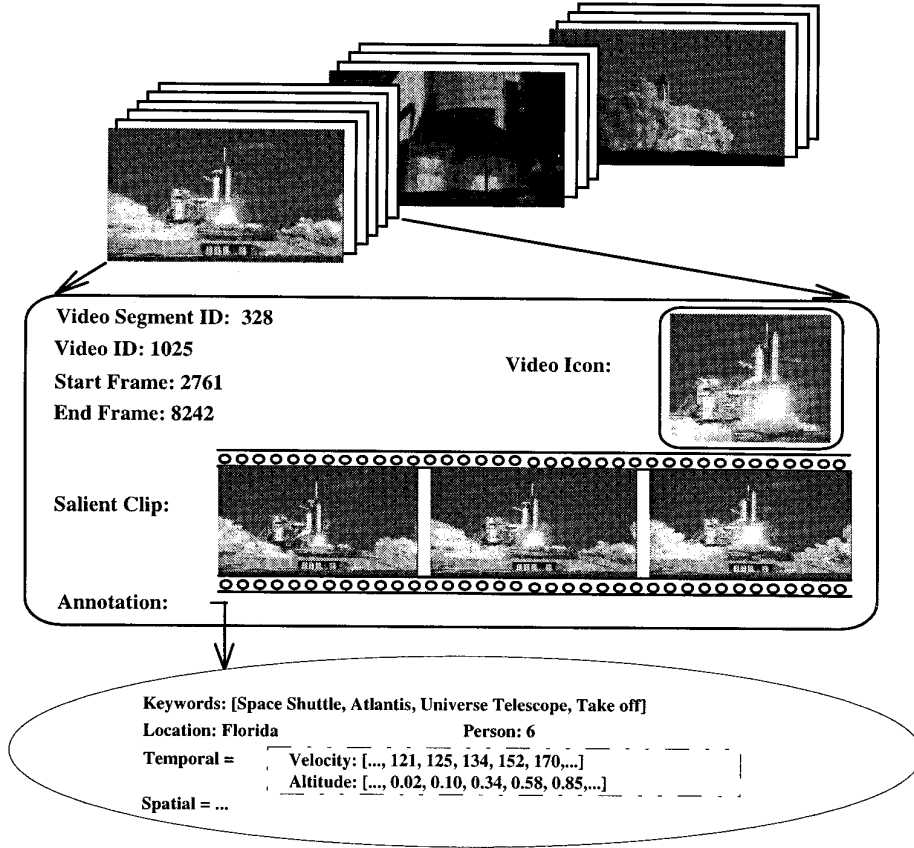 Video Segment ID: 328
Video ID: 1025
Video Icon:
Start Frame: 2761
End Frame: 8242
Salient Clip:
Annotation:
Keywords: [Space Shuttle, Atlantis, Universe Telescope, Take off]
Location: Florida Person: 6
Temporal = Velocity: [..., 121, 125, 134, 152, 170,...]
Altitude: [..., 0.02, 0.10, 0.34, 0.58, 0.85,...]
Spatial = ...